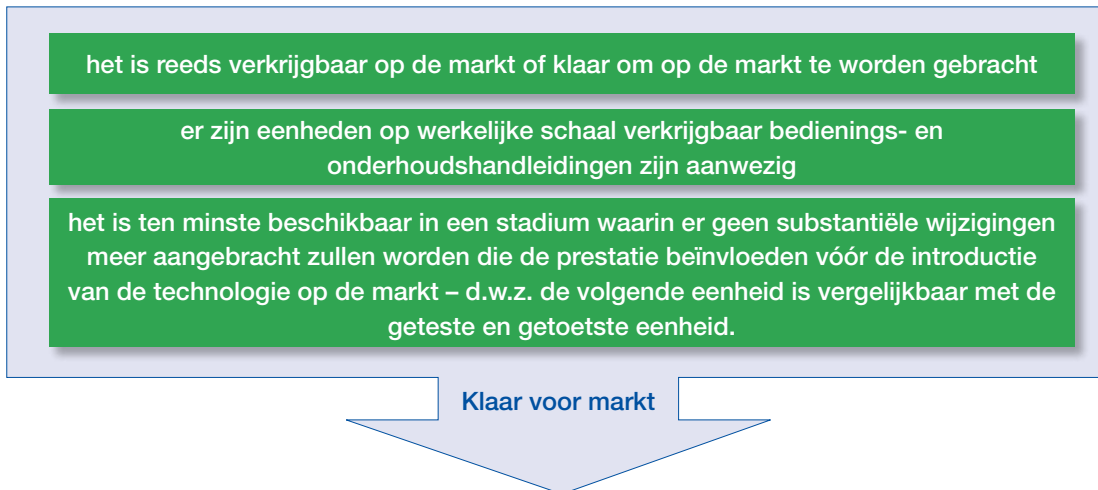 het is reeds verkrijgbaar op de markt of klaar om op de markt te worden gebracht
er zijn eenheden op werkelijke schaal verkrijgbaar bedienings- en
onderhoudshandleidingen zijn aanwezig
het is ten minste beschikbaar in een stadium waarin er geen substantiële wijzigingen
meer aangebracht zullen worden die de prestatie beïnvloeden vóór de introductie
van de technologie op de markt – d.w.z. de volgende eenheid is vergelijkbaar met de
geteste en getoetste eenheid.
Klaar voor markt